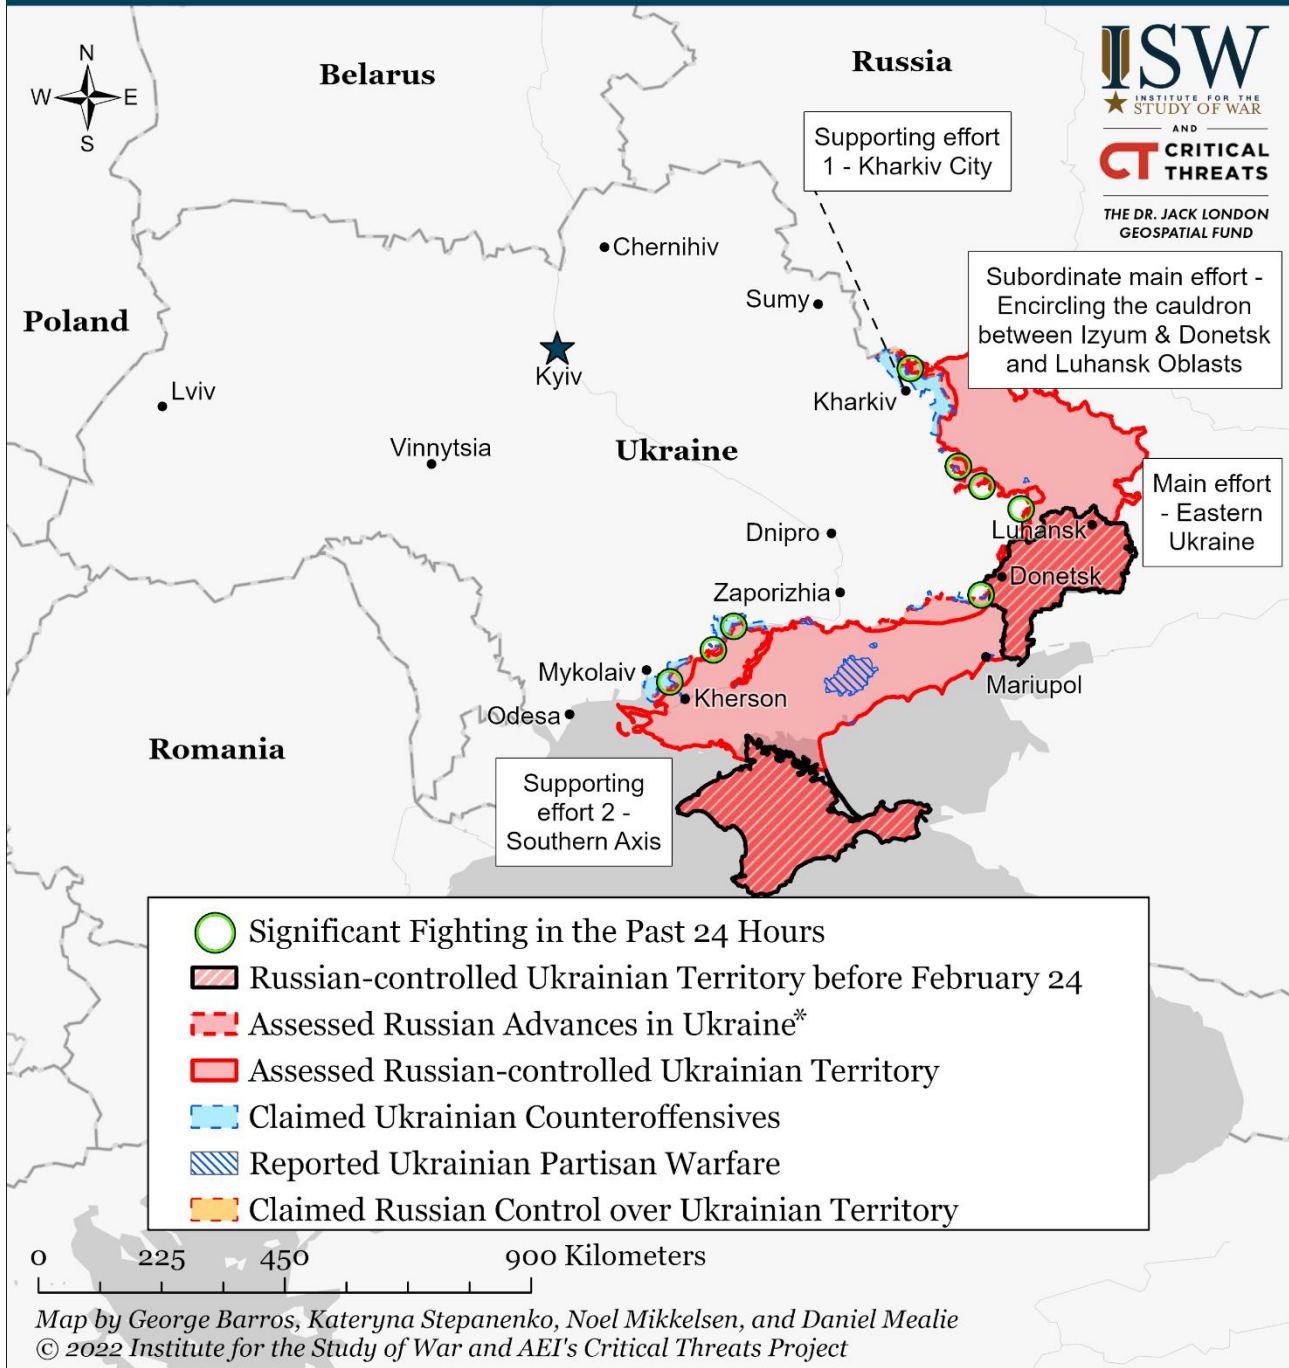 N
W E
S
Belarus
Russia
ISW
INSTITUTE FOR THE
STUDY OF WAR
AND
CT CRITICAL
THREATS
THE DR. JACK LONDON
GEOSPATIAL FUND
Supporting effort
1 - Kharkiv City
Chernihiv
Subordinate main effort -
Encircling the cauldron
between Izyum & Donetsk
and Luhansk Oblasts
Sumy
Poland
Kyiv
Lviv
Kharkiv
Vinnytsia
Ukraine
Main effort
- Eastern
Ukraine
Dnipro
Luhansk
Donetsk
Zaporizhia
Mykolaiv
Mariupol
Kherson
Odesa
Romania
Supporting
effort 2 -
Southern Axis
Significant Fighting in the Past 24 Hours
Russian-controlled Ukrainian Territory before February 24
Assessed Russian Advances in Ukraine*
Assessed Russian-controlled Ukrainian Territory
Claimed Ukrainian Counteroffensives
Reported Ukrainian Partisan Warfare
Claimed Russian Control over Ukrainian Territory
0 225 450 900 Kilometers
Map by George Barros, Kateryna Stepanenko, Noel Mikkelsen, and Daniel Mealie
© 2022 Institute for the Study of War and AEI's Critical Threats Project